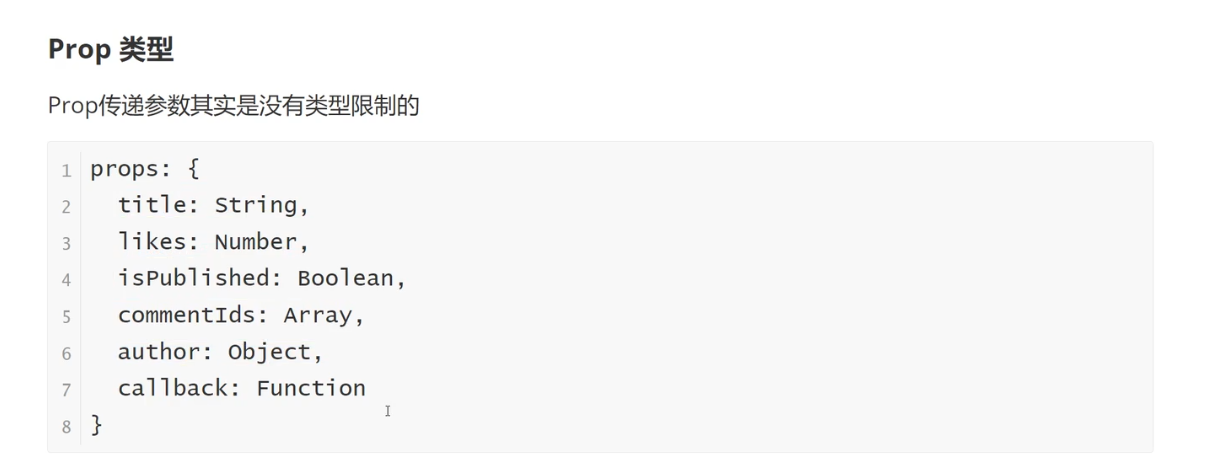 Prop 类型
Prop传递参数其实是没有类型限制的
1 props: {
2   title: String,
3   likes: Number,
4   isPublished: Boolean,
5   commentIds: Array,
6   author: Object,
7   callback: Function
8 }